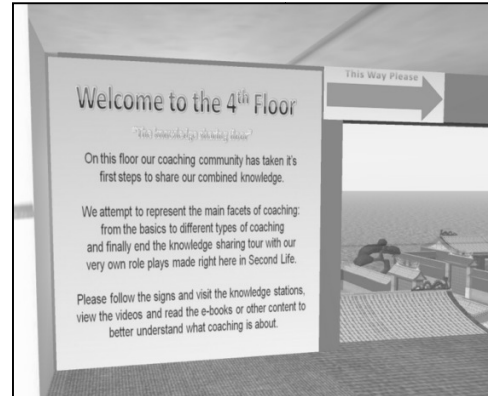 Welcome to the 4th Floor
On this floor our coaching community has taken it's
first steps to share our combined knowledge.
We attempt to represent the main facets of coaching:
from the basics to different types of coaching
and finally end the knowledge sharing tour with our
very own role plays made right here in Second Life.
Please follow the signs and visit the knowledge stations,
view the videos and read the e-books or other content to
better understand what coaching is about.
This Way Please